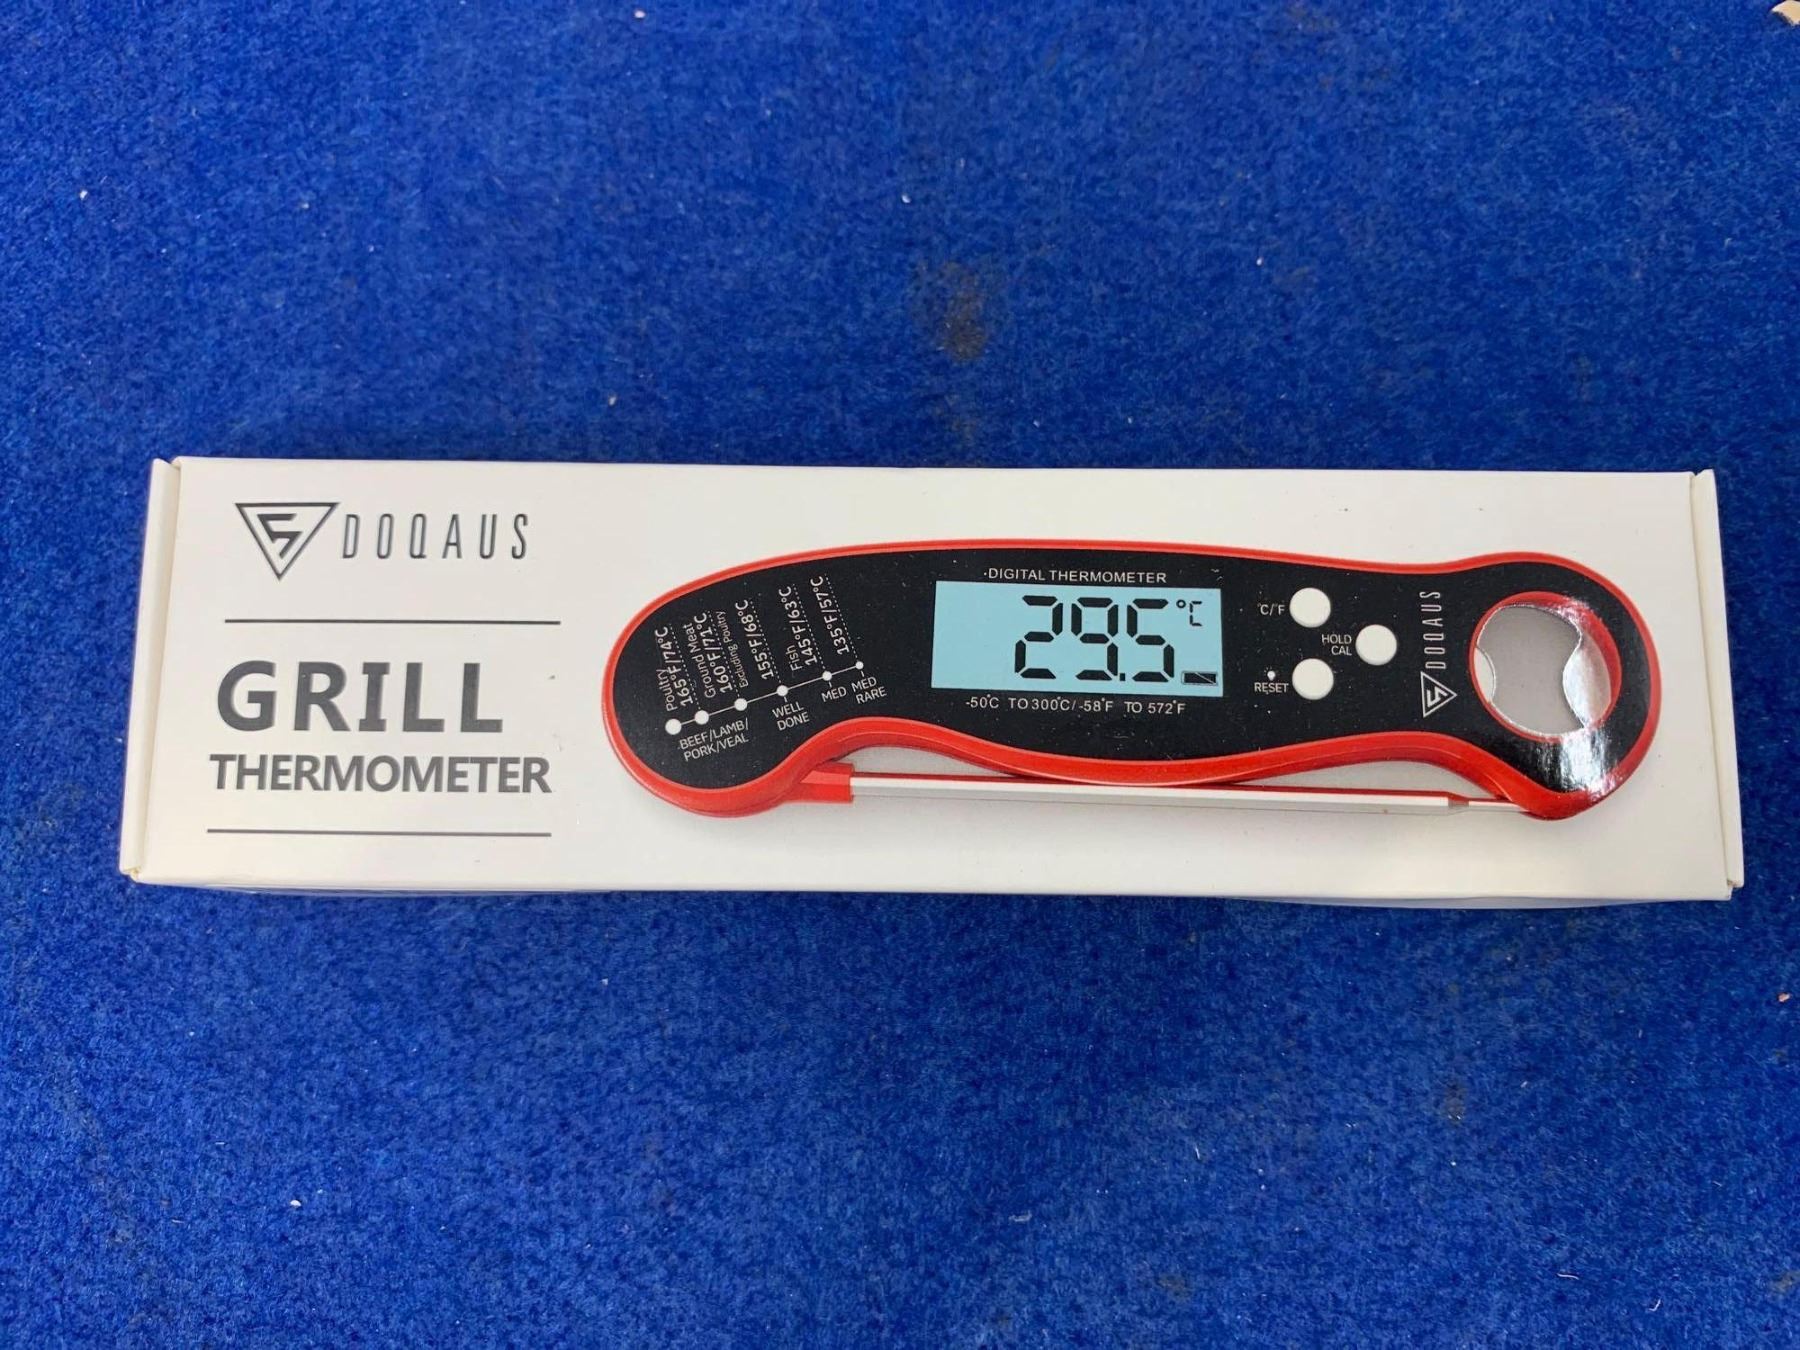 DOQAUS
GRILL
THERMOMETER
Poultry
165°F/74°C
Ground Meat
160°F/71°C
Excluding Poultry
155°F/68°C
Fish
145°F/63°C
135°F/57°C
BEEF/LAMB/
PORK/VEAL
WELL
DONE
MED
MED
RARE
DIGITAL THERMOMETER
29.5°C
-50°C TO 300°C/ -58°F TO 572°F
°C/°F
HOLD
CAL
RESET
DOQAUS